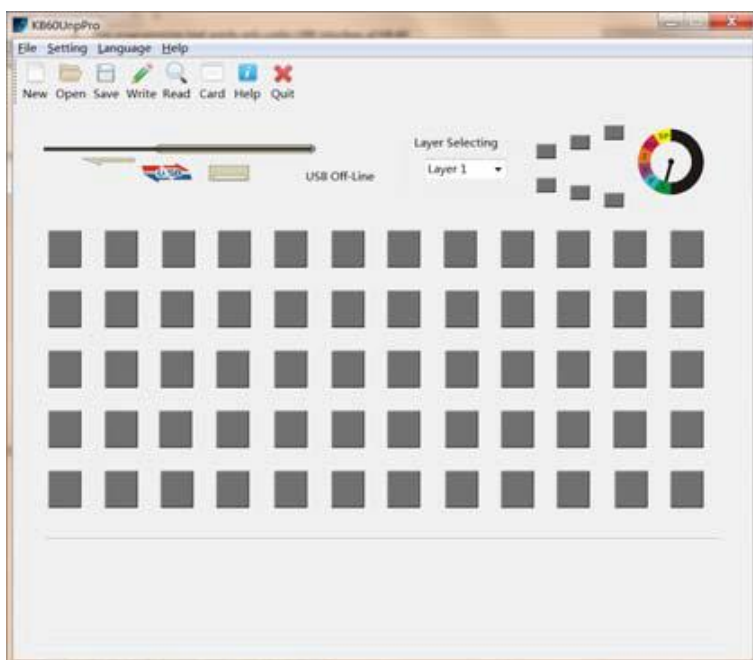 KB60UnpPro
File Setting Language Help
New Open Save Write Read Card Help Quit
Layer Selecting
Layer 1
USB Off-Line